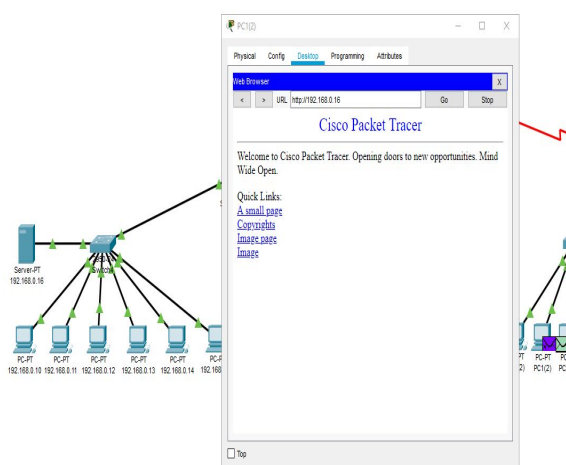 PC1(2)
Physical Config Desktop Programming Attributes
Web Browser X
< > URL http://192.168.0.16 Go Stop
Cisco Packet Tracer
Welcome to Cisco Packet Tracer. Opening doors to new opportunities. Mind
Wide Open.
Quick Links:
A small page
Copyrights
Image page
Image
Top
Server-PT
192.168.0.16
PC-PT PC-PT PC-PT PC-PT PC-PT
192.168.0.10 192.168.0.11 192.168.0.12 192.168.0.13 192.168.0.14
PC-PT
PC1(2)